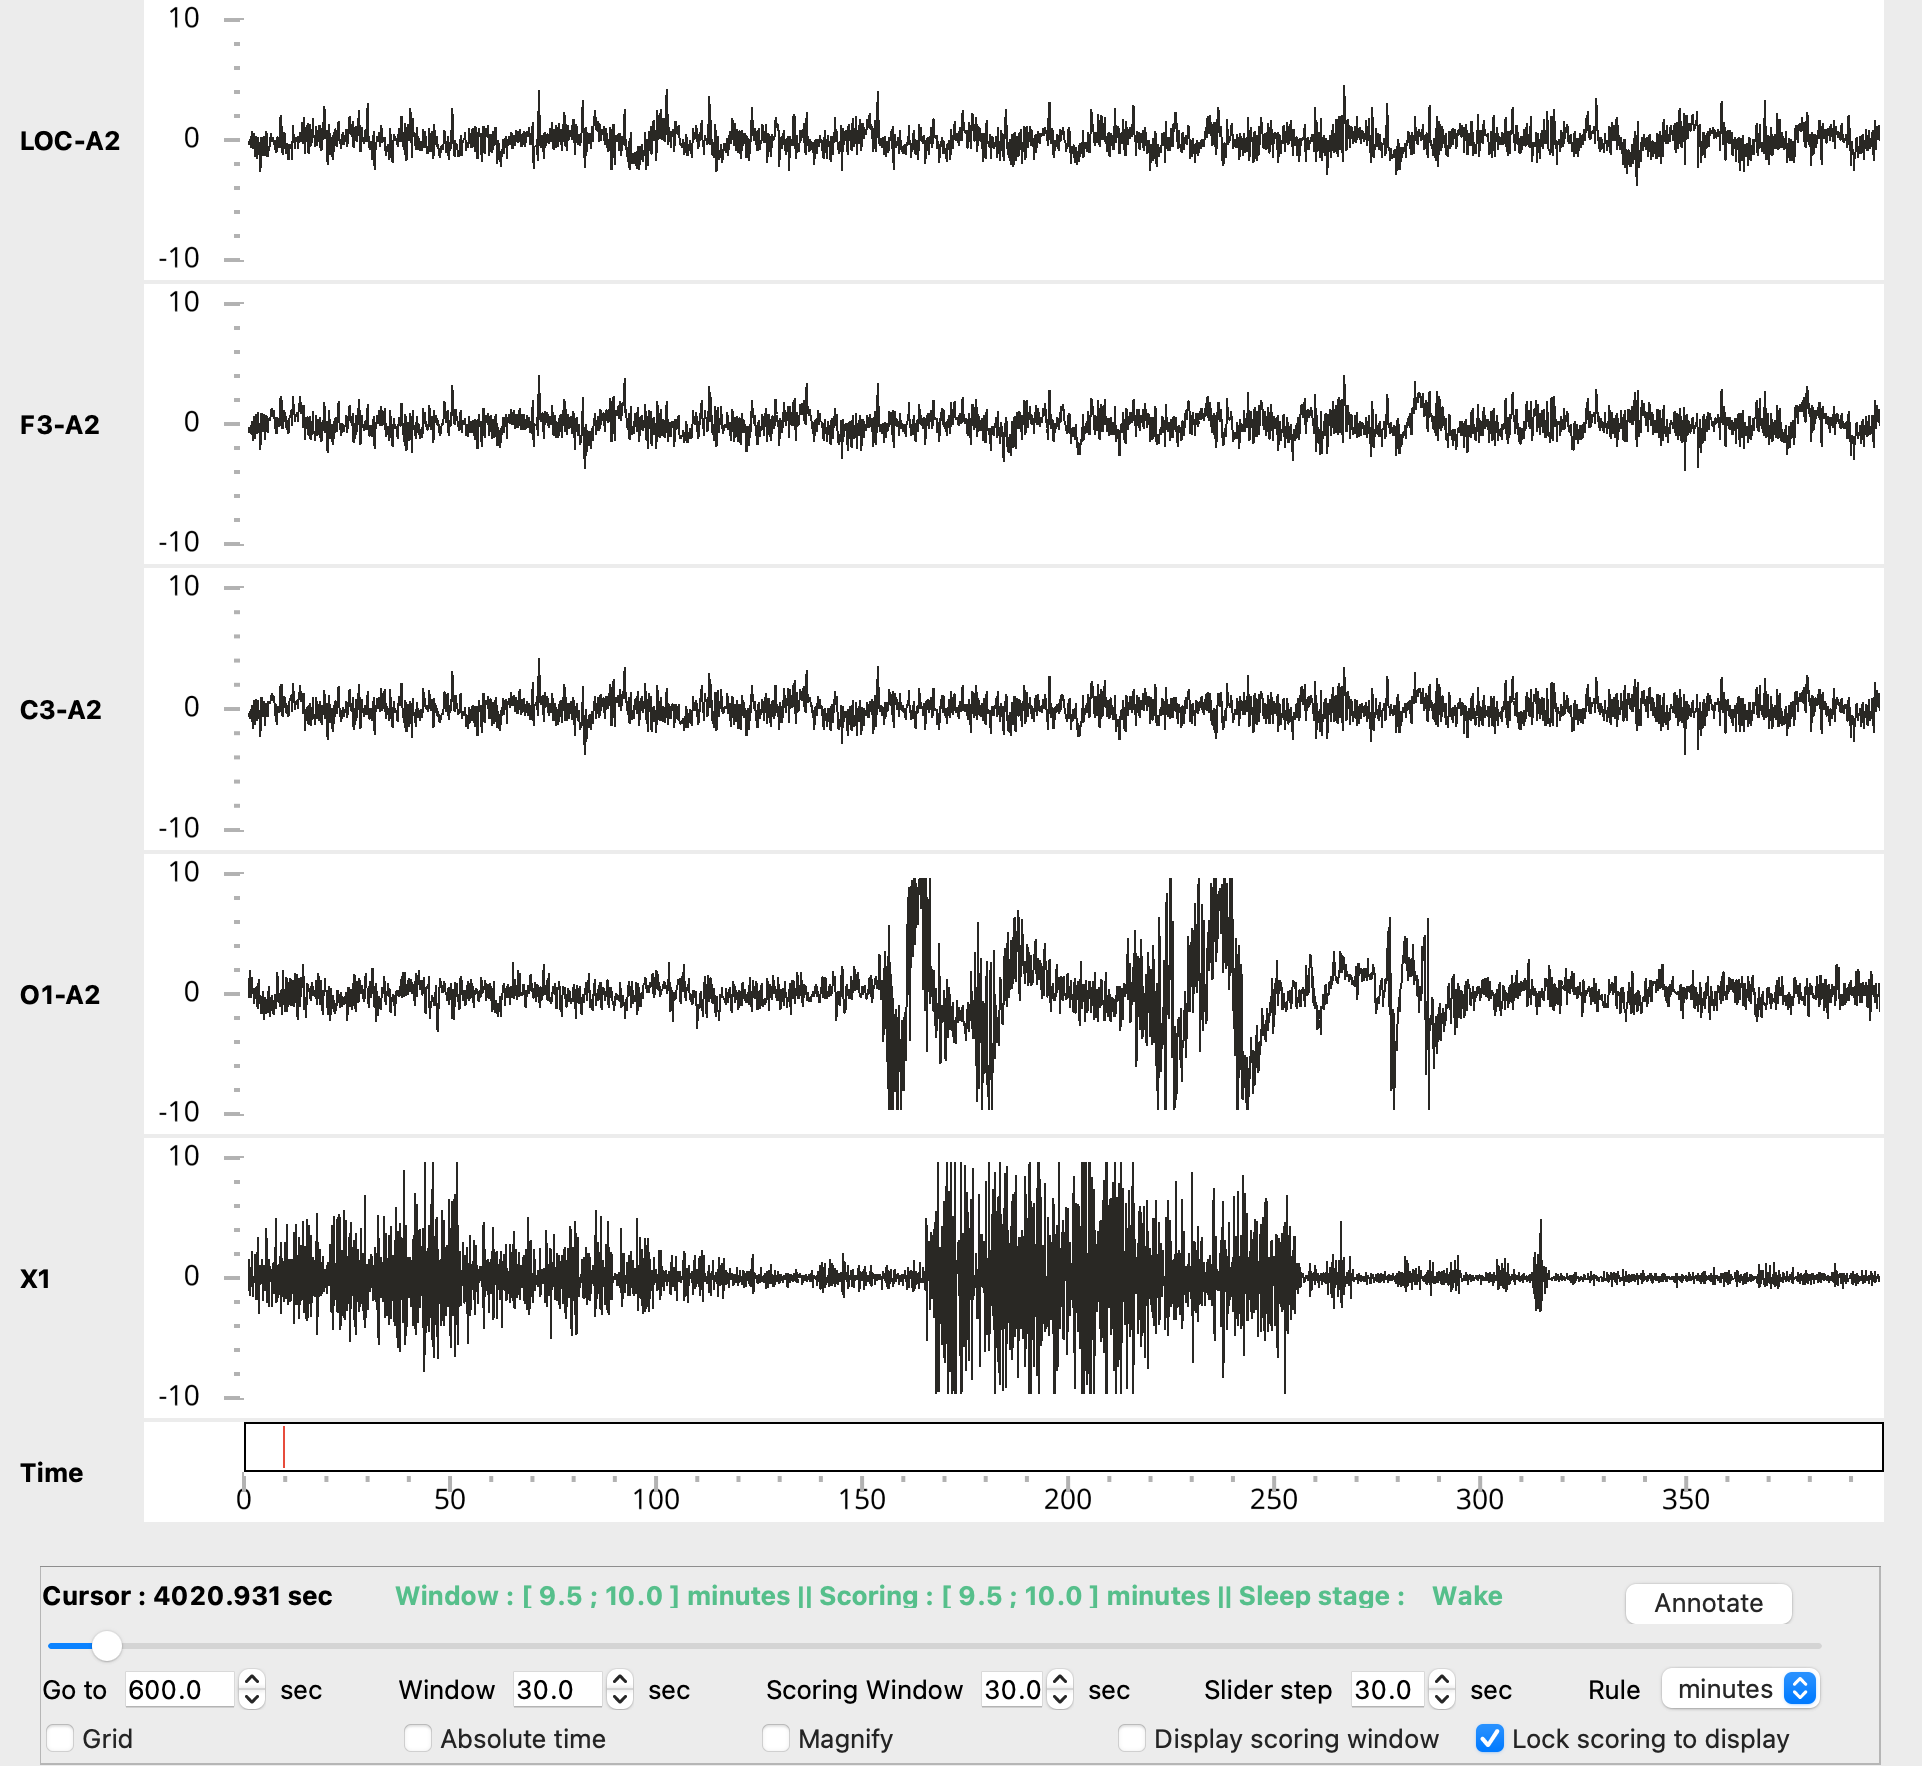 10
LOC-A2 0
-10
10
F3-A2 0
-10
10
C3-A2 0
-10
10
O1-A2 0
-10
10
X1 0
-10
Time
0 50 100 150 200 250 300 350
Cursor : 4020.931 sec Window : [ 9.5 ; 10.0 ] minutes || Scoring : [ 9.5 ; 10.0 ] minutes || Sleep stage : Wake Annotate
Go to 600.0 sec Window 30.0 sec Scoring Window 30.0 sec Slider step 30.0 sec Rule minutes
Grid Absolute time Magnify Display scoring window Lock scoring to display